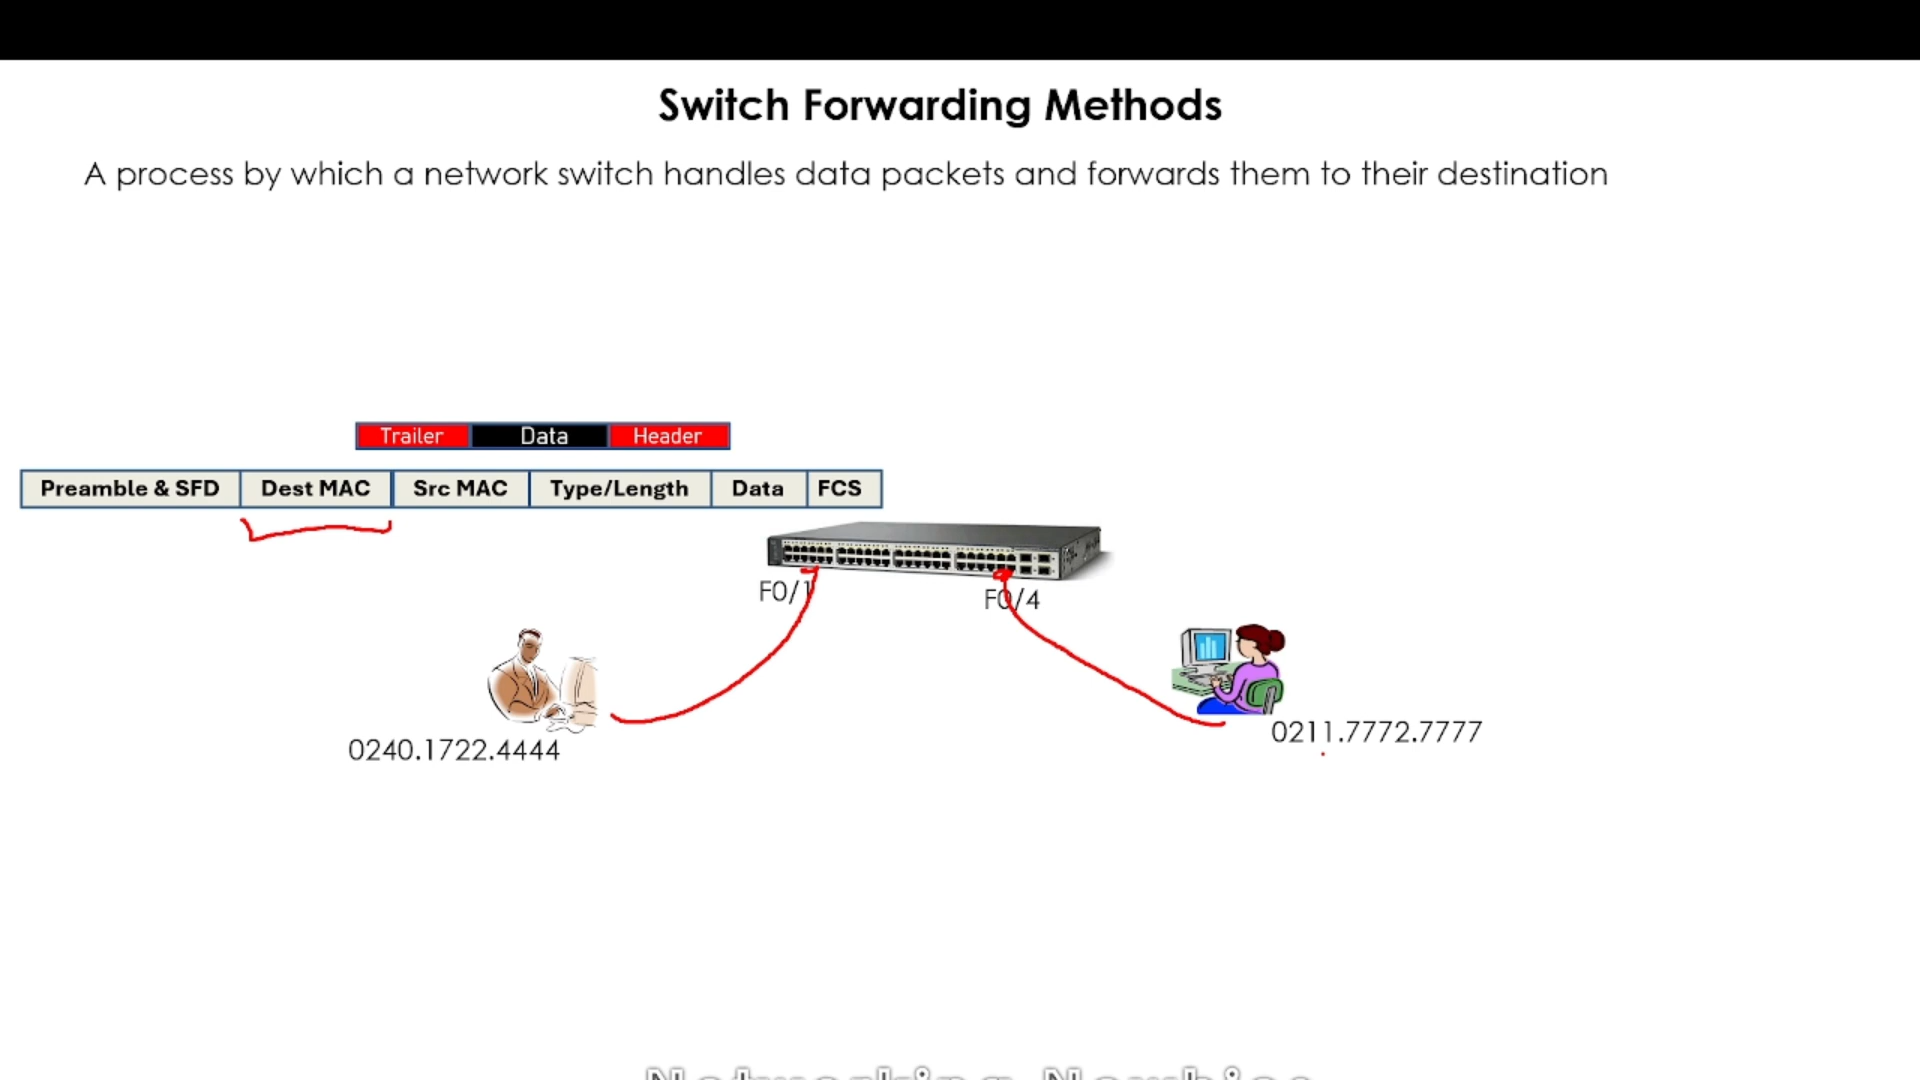 Switch Forwarding Methods
A process by which a network switch handles data packets and forwards them to their destination
Trailer Data Header
Preamble & SFD Dest MAC Src MAC Type/Length Data FCS
F0/1
F0/4
0211.7772.7777
0240.1722.4444
Networking Newbies